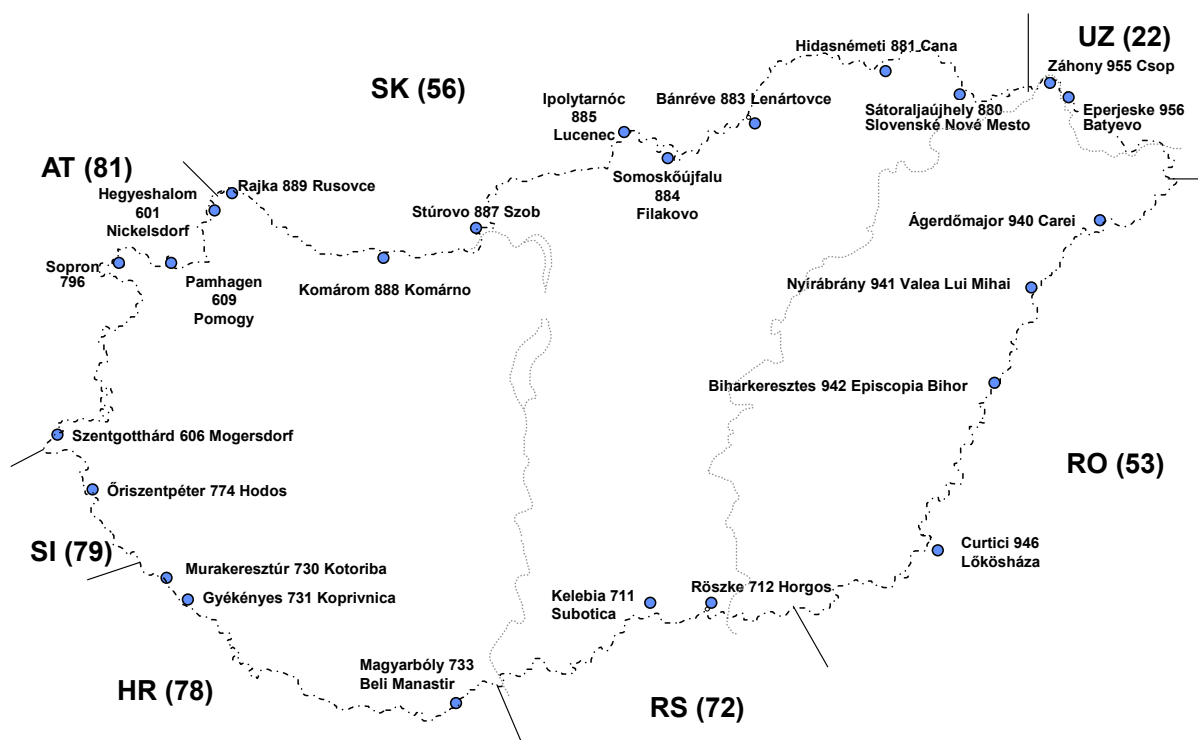 UZ (22)
Hidasnémeti 881 Cana
Záhony 955 Csop
SK (56)
Ipolytarnóc
885
Lucenec
Bánréve 883 Lenártovce
Sátoraljaújhely 880
Slovenské Nové Mesto
Eperjeske 956
Batyevo
Somoskőújfalu
884
Filakovo
AT (81)
Hegyeshalom
601
Nickelsdorf
Rajka 889 Rusovce
Stúrovo 887 Szob
Ágerdőmajor 940 Carei
Sopron
796
Pamhagen
609
Pomogy
Komárom 888 Komárno
Nyírábrány 941 Valea Lui Mihai
Biharkeresztes 942 Episcopia Bihor
Szentgotthárd 606 Mogersdorf
RO (53)
Őriszentpéter 774 Hodos
SI (79)
Curtici 946
Lőkösháza
Murakeresztúr 730 Kotoriba
Gyékényes 731 Koprivnica
Kelebia 711
Subotica
Röszke 712 Horgos
Magyarbóly 733
Beli Manastir
HR (78)
RS (72)